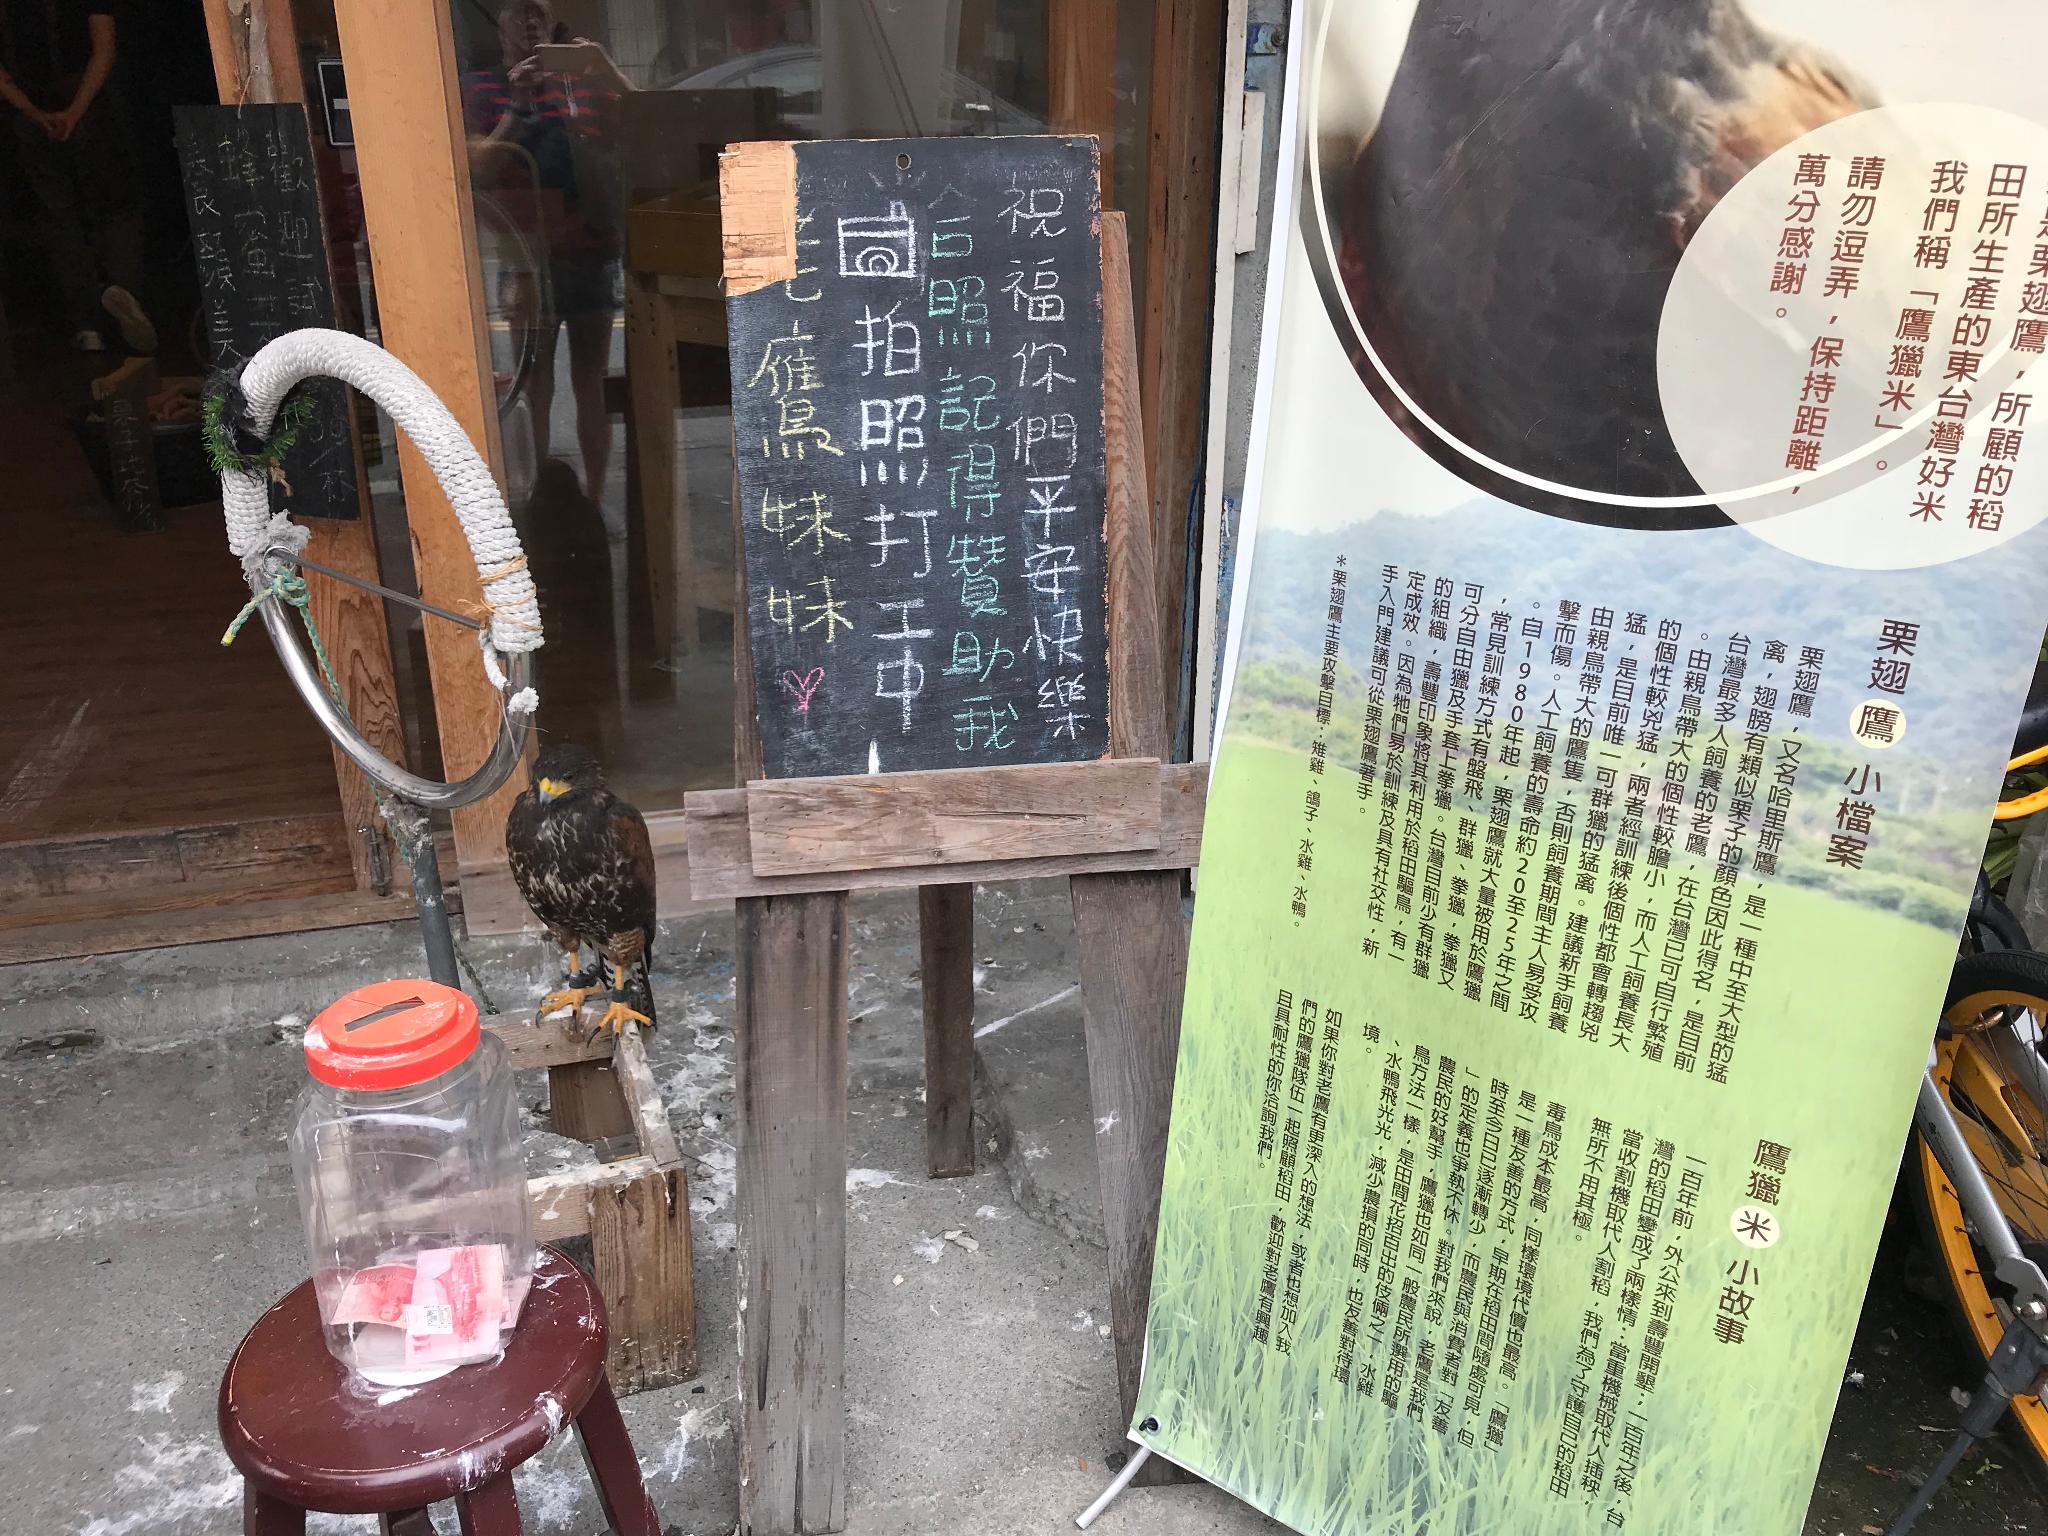 祝福你們平安快樂
合照記得贊助我
拍照打工中!
老鷹妹妹
歡迎試
田所生產的東台灣好米
我們稱「鷹獵米」。
請勿逗弄，保持距離，
萬分感謝。
栗翅鷹小檔案
栗翅鷹，又名哈里斯鷹，是一種中至大型的猛
禽，翅膀有類似栗子的顏色因此得名，是目前
台灣最多人飼養的老鷹，在台灣已可自行繁殖
。由親鳥帶大的個性較膽小，而人工飼養長大
的個性較兇猛，兩者經訓練後個性都會轉趨兇
猛，是目前唯一可群獵的猛禽。建議新手飼養
由親鳥帶大的鷹隻，否則飼養期間主人易受攻
擊而傷。人工飼養的壽命約20至25年之間
。自1980年起，栗翅鷹就大量被用於鷹獵
，常見訓練方式有盤飛、群獵、拳獵，拳獵又
可分自由獵及手套上拳獵。台灣目前少有群獵
的組織，壽豐印象將其利用於稻田驅鳥，有一
定成效。因為牠們易於訓練及具有社交性，新
手入門建議可從栗翅鷹著手。
*栗翅鷹主要攻擊目標：雉雞、鴿子、水雞、水鴨。
鷹獵米小故事
一百年前，外公來到壽豐開墾；一百年之後，台
灣的稻田變成了兩樣情：當重機械取代人插秧，
當收割機取代人割稻，我們為了守護自己的稻田
無所不用其極。
毒鳥成本最高，同樣環境代價也最高。「鷹獵」
是一種友善的方式，早期在稻田間隨處可見，但
時至今日已逐漸轉少，而農民與消費者對「友善
」的定義也爭執不休。對我們來說，老鷹是我們
農民的好幫手，鷹獵也如同一般農民所選用的驅
鳥方法一樣，是田間花招百出的伎倆之一，水雞
、水鴨飛光光，減少農損的同時，也友善對待環
境。
如果你對老鷹有更深入的想法，或者也想加入我
們的鷹獵隊伍一起照顧稻田，歡迎對老鷹有興趣
且具耐性的你洽詢我們。